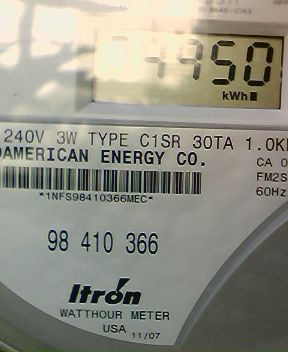 4950
kWh
240V 3W TYPE C1SR 30TA 1.0K
AMERICAN ENERGY CO.
CA 0
FM2S
60Hz
*1NFS98410366MEC*
98 410 366
Itron
WATTHOUR METER
USA 11/07